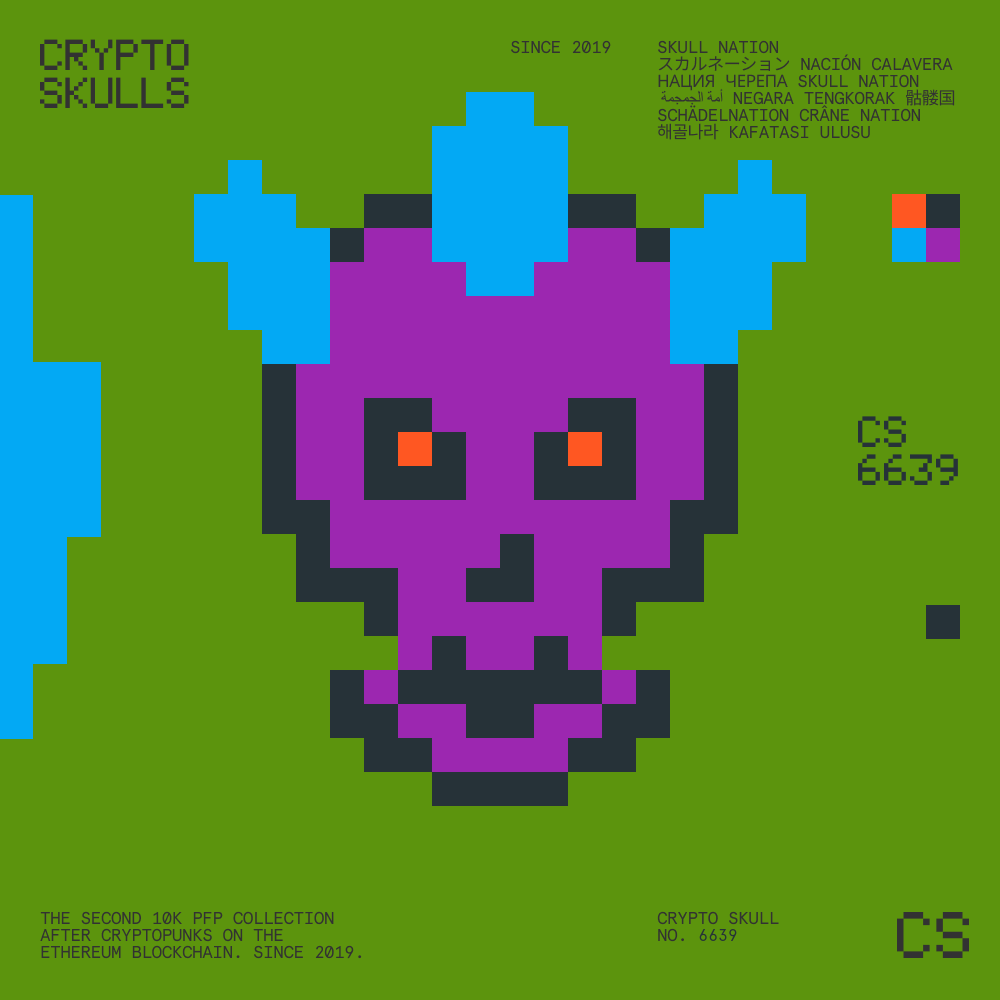 CRYPTO
SKULLS
SINCE 2019
SKULL NATION
スカルネーション NACIÓN CALAVERA
НАЦИЯ ЧЕРЕПА SKULL NATION
أمة الجمجمة NEGARA TENGKORAK 骷髅国
SCHÄDELNATION CRÂNE NATION
해골나라 KAFATASI ULUSU
CS
6639
THE SECOND 10K PFP COLLECTION
AFTER CRYPTOPUNKS ON THE
ETHEREUM BLOCKCHAIN. SINCE 2019.
CRYPTO SKULL
NO. 6639
CS